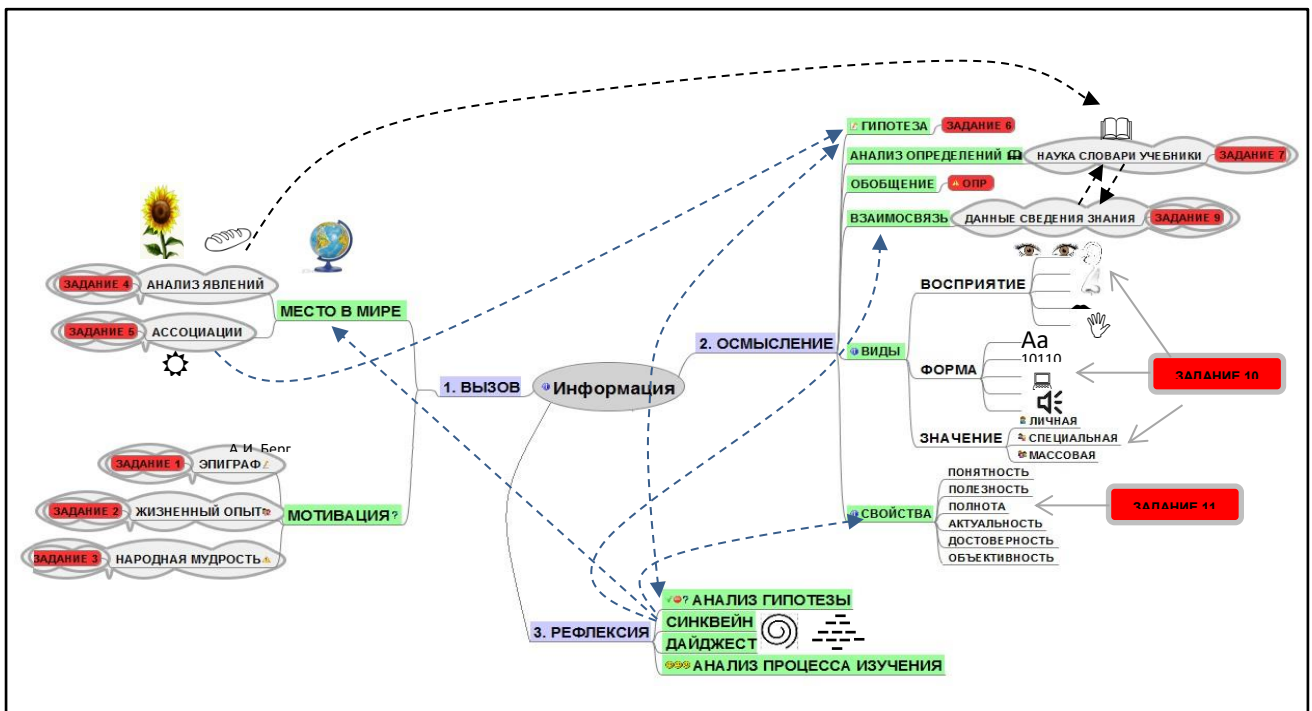 Информация
1. ВЫЗОВ
МЕСТО В МИРЕ
АНАЛИЗ ЯВЛЕНИЙ
ЗАДАНИЕ 4
АССОЦИАЦИИ
ЗАДАНИЕ 5
МОТИВАЦИЯ?
А.И. Берг
ЭПИГРАФ
ЗАДАНИЕ 1
ЖИЗНЕННЫЙ ОПЫТ
ЗАДАНИЕ 2
НАРОДНАЯ МУДРОСТЬ
ЗАДАНИЕ 3
2. ОСМЫСЛЕНИЕ
ГИПОТЕЗА
ЗАДАНИЕ 6
АНАЛИЗ ОПРЕДЕЛЕНИЙ
НАУКА СЛОВАРИ УЧЕБНИКИ
ЗАДАНИЕ 7
ОБОБЩЕНИЕ
ОПР
ВЗАИМОСВЯЗЬ
ДАННЫЕ СВЕДЕНИЯ ЗНАНИЯ
ЗАДАНИЕ 9
ВИДЫ
ВОСПРИЯТИЕ
ФОРМА
Aa
10110
ЗНАЧЕНИЕ
ЛИЧНАЯ
СПЕЦИАЛЬНАЯ
МАССОВАЯ
ЗАДАНИЕ 10
СВОЙСТВА
ПОНЯТНОСТЬ
ПОЛЕЗНОСТЬ
ПОЛНОТА
АКТУАЛЬНОСТЬ
ДОСТОВЕРНОСТЬ
ОБЪЕКТИВНОСТЬ
ЗАДАНИЕ 11
3. РЕФЛЕКСИЯ
? АНАЛИЗ ГИПОТЕЗЫ
СИНКВЕЙН
ДАЙДЖЕСТ
АНАЛИЗ ПРОЦЕССА ИЗУЧЕНИЯ